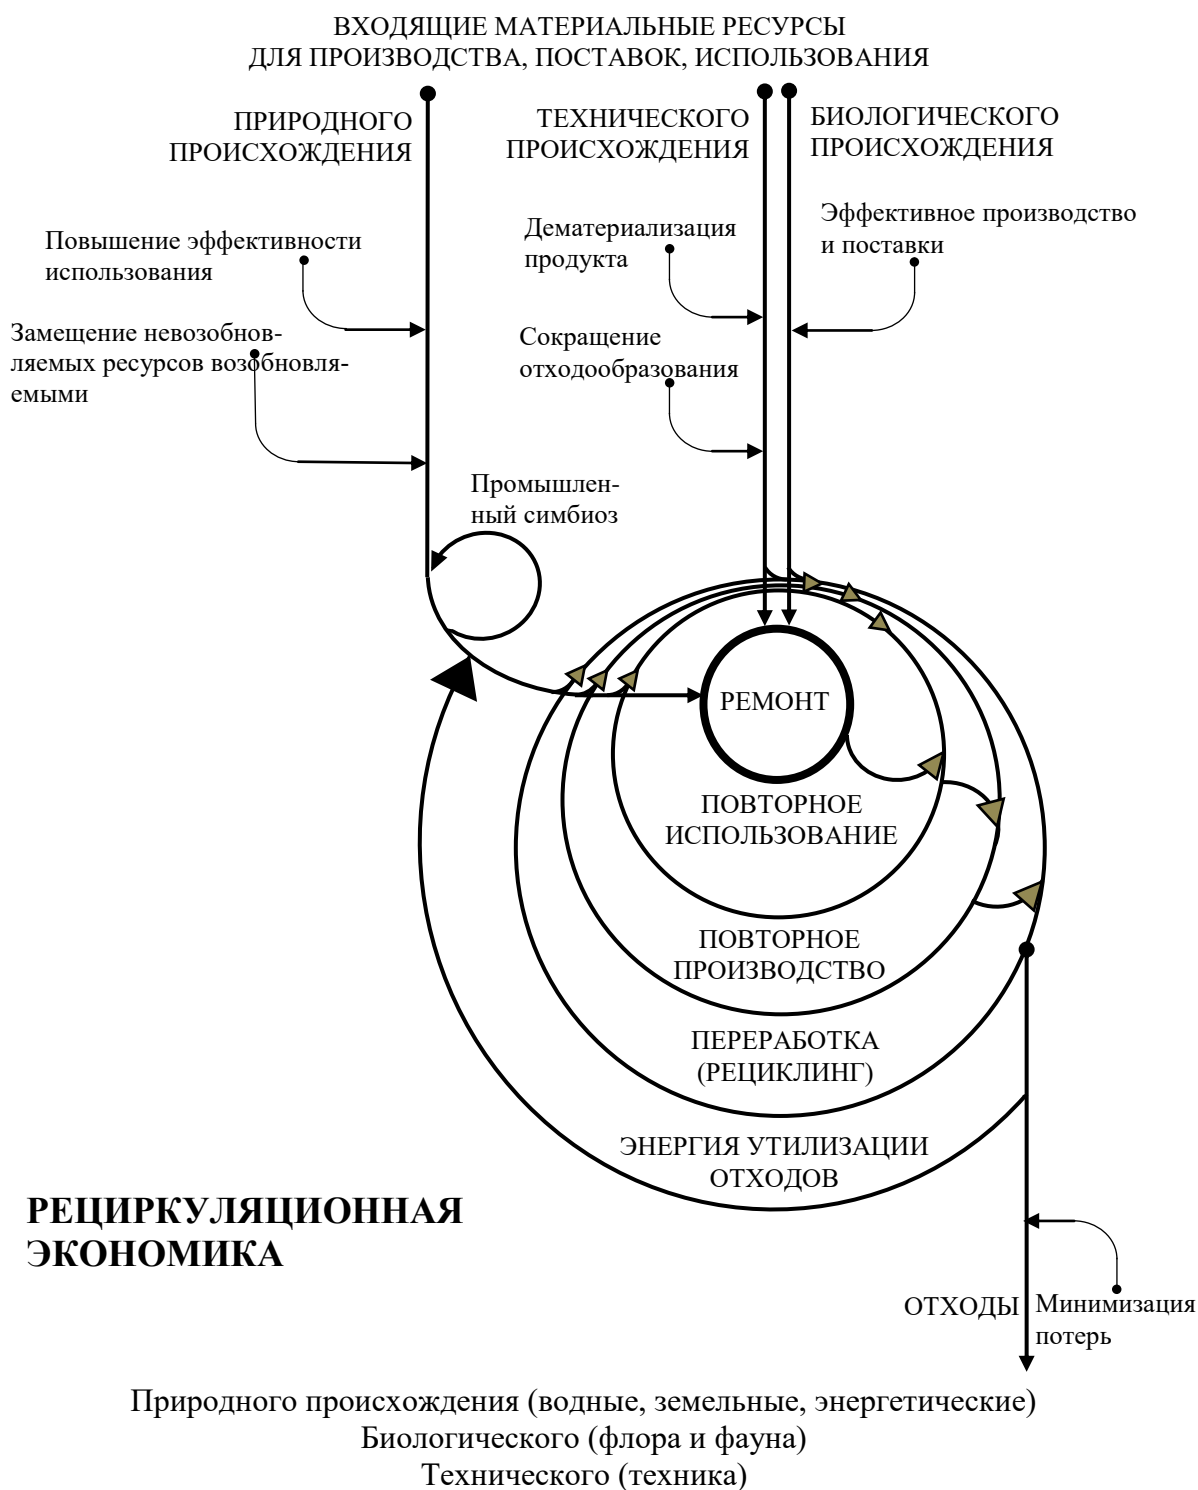 ВХОДЯЩИЕ МАТЕРИАЛЬНЫЕ РЕСУРСЫ
ДЛЯ ПРОИЗВОДСТВА, ПОСТАВОК, ИСПОЛЬЗОВАНИЯ
ПРИРОДНОГО
ПРОИСХОЖДЕНИЯ
ТЕХНИЧЕСКОГО
ПРОИСХОЖДЕНИЯ
БИОЛОГИЧЕСКОГО
ПРОИСХОЖДЕНИЯ
Повышение эффективности
использования
Дематериализация
продукта
Эффективное производство
и поставки
Замещение невозобнов-
ляемых ресурсов возобновля-
емыми
Сокращение
отходообразования
Промышлен-
ный симбиоз
РЕМОНТ
ПОВТОРНОЕ
ИСПОЛЬЗОВАНИЕ
ПОВТОРНОЕ
ПРОИЗВОДСТВО
ПЕРЕРАБОТКА
(РЕЦИКЛИНГ)
ЭНЕРГИЯ УТИЛИЗАЦИИ
ОТХОДОВ
РЕЦИРКУЛЯЦИОННАЯ
ЭКОНОМИКА
ОТХОДЫ
Минимизация
потерь
Природного происхождения (водные, земельные, энергетические)
Биологического (флора и фауна)
Технического (техника)